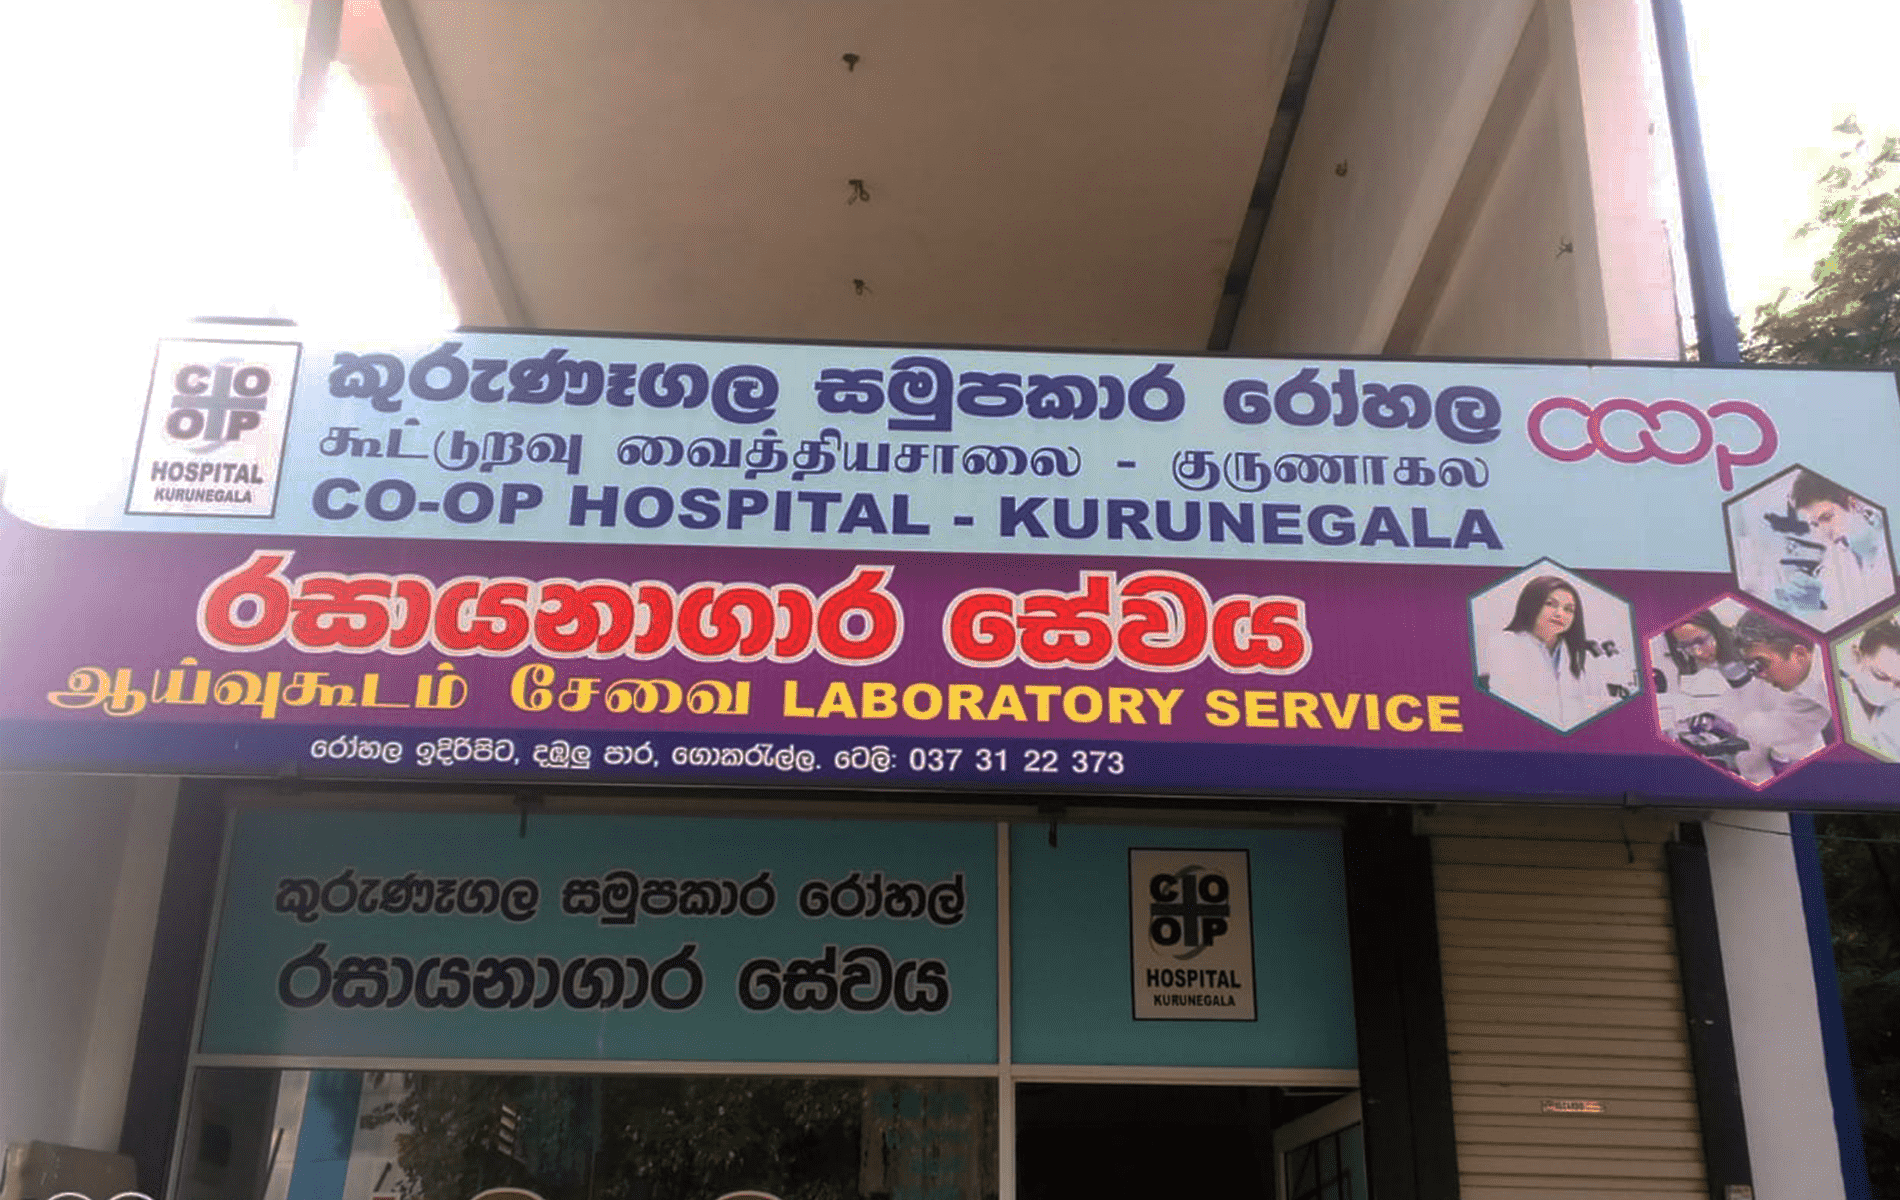 CO
OP
HOSPITAL
KURUNEGALA
කුරුණෑගල සමුපකාර රෝහල
coop
கூட்டுறவு வைத்தியசாலை - குருணாகல
CO-OP HOSPITAL - KURUNEGALA
රසායනාගාර සේවය
ஆய்வுகூடம் சேவை LABORATORY SERVICE
රෝහල ඉදිරිපිට, දඹුලු පාර, ගොකරැල්ල. ටෙලි: 037 31 22 373
කුරුණෑගල සමුපකාර රෝහල්
රසායනාගාර සේවය
CO
OP
HOSPITAL
KURUNEGALA